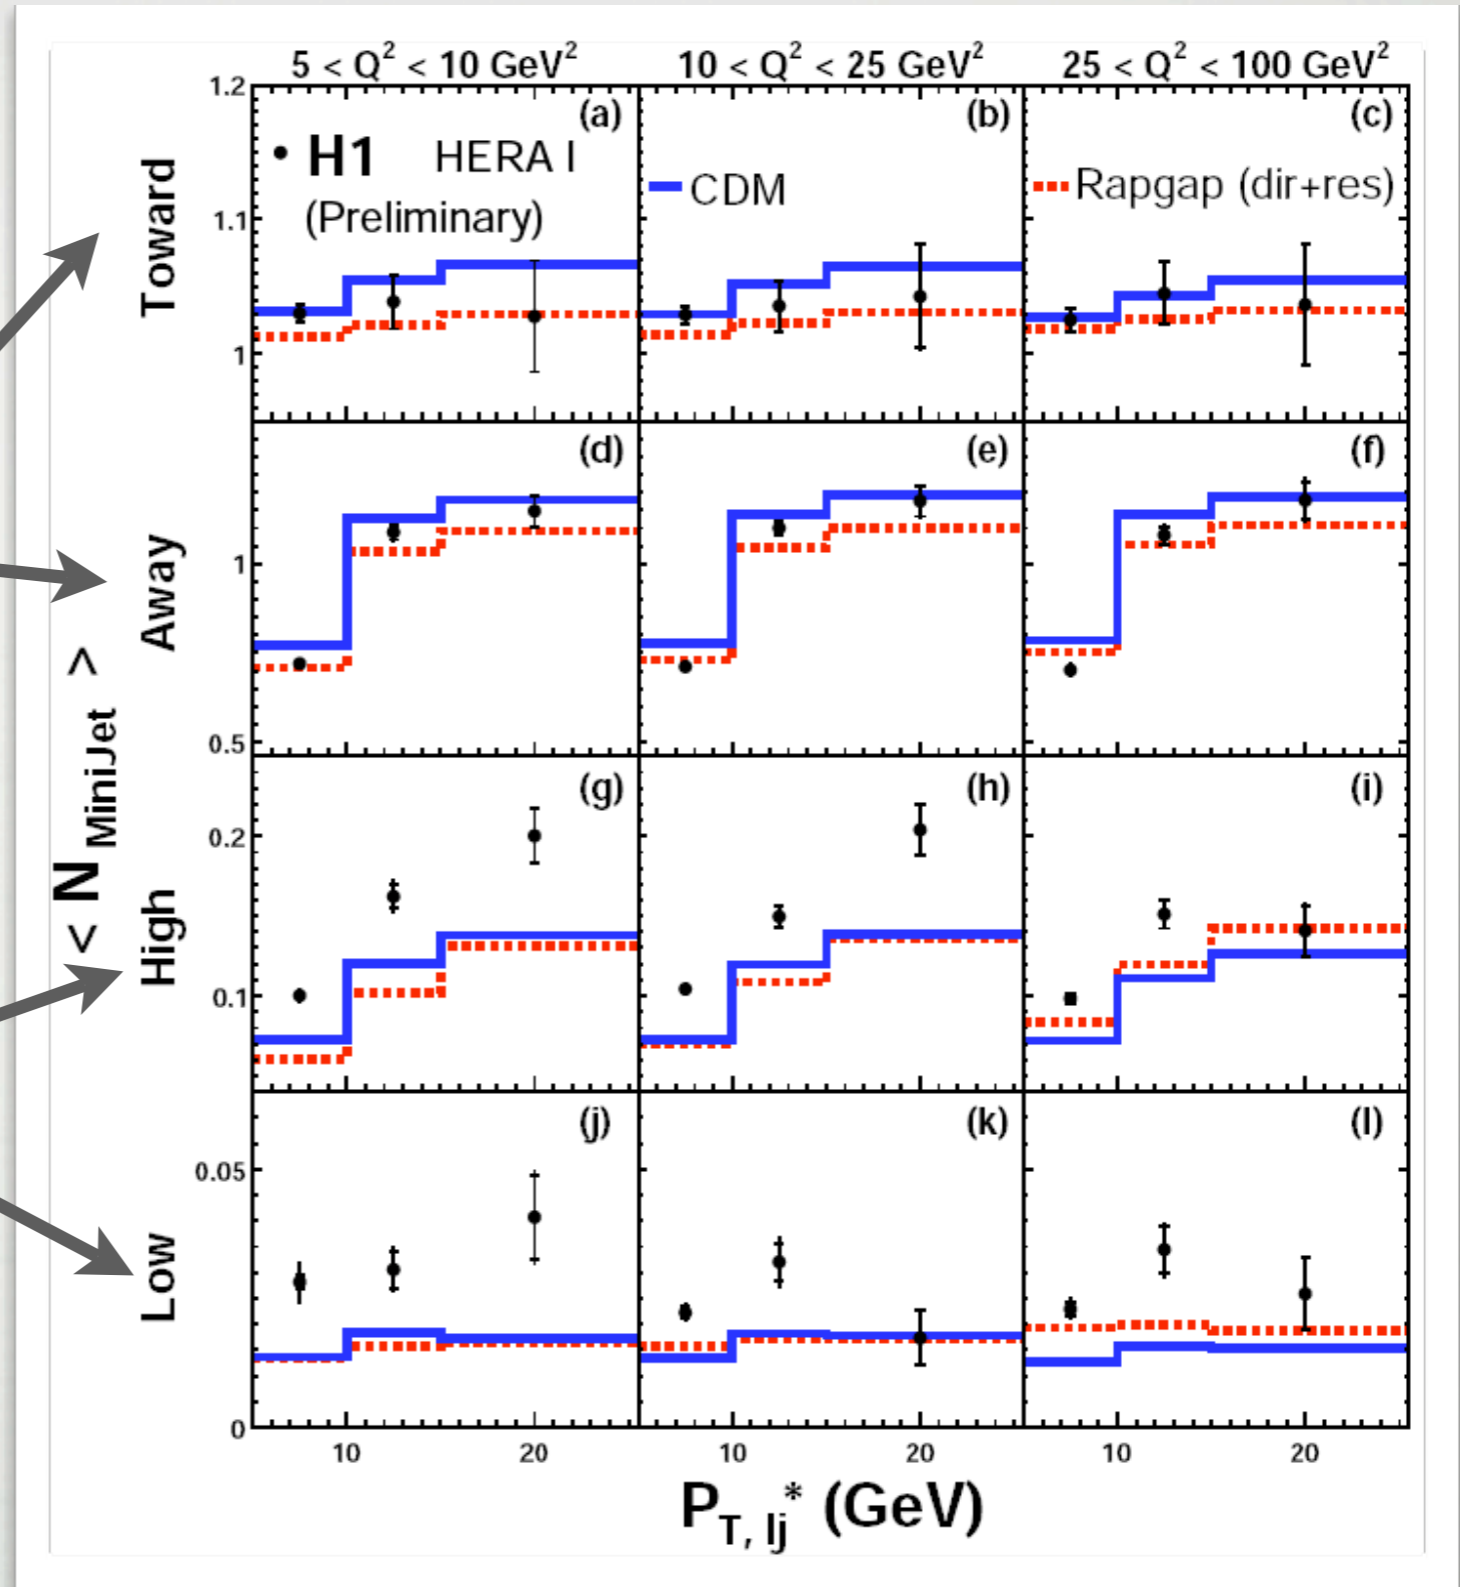 5 < Q² < 10 GeV²
10 < Q² < 25 GeV²
25 < Q² < 100 GeV²
< N MiniJet >
Toward
1.2
1.1
1
(a)
• H1 HERA I
(Preliminary)
(b)
CDM
(c)
Rapgap (dir+res)
Away
1
0.5
(d)
(e)
(f)
High
0.2
0.1
(g)
(h)
(i)
Low
0.05
0
(j)
(k)
(l)
10 20 10 20 10 20
P T, lj * (GeV)